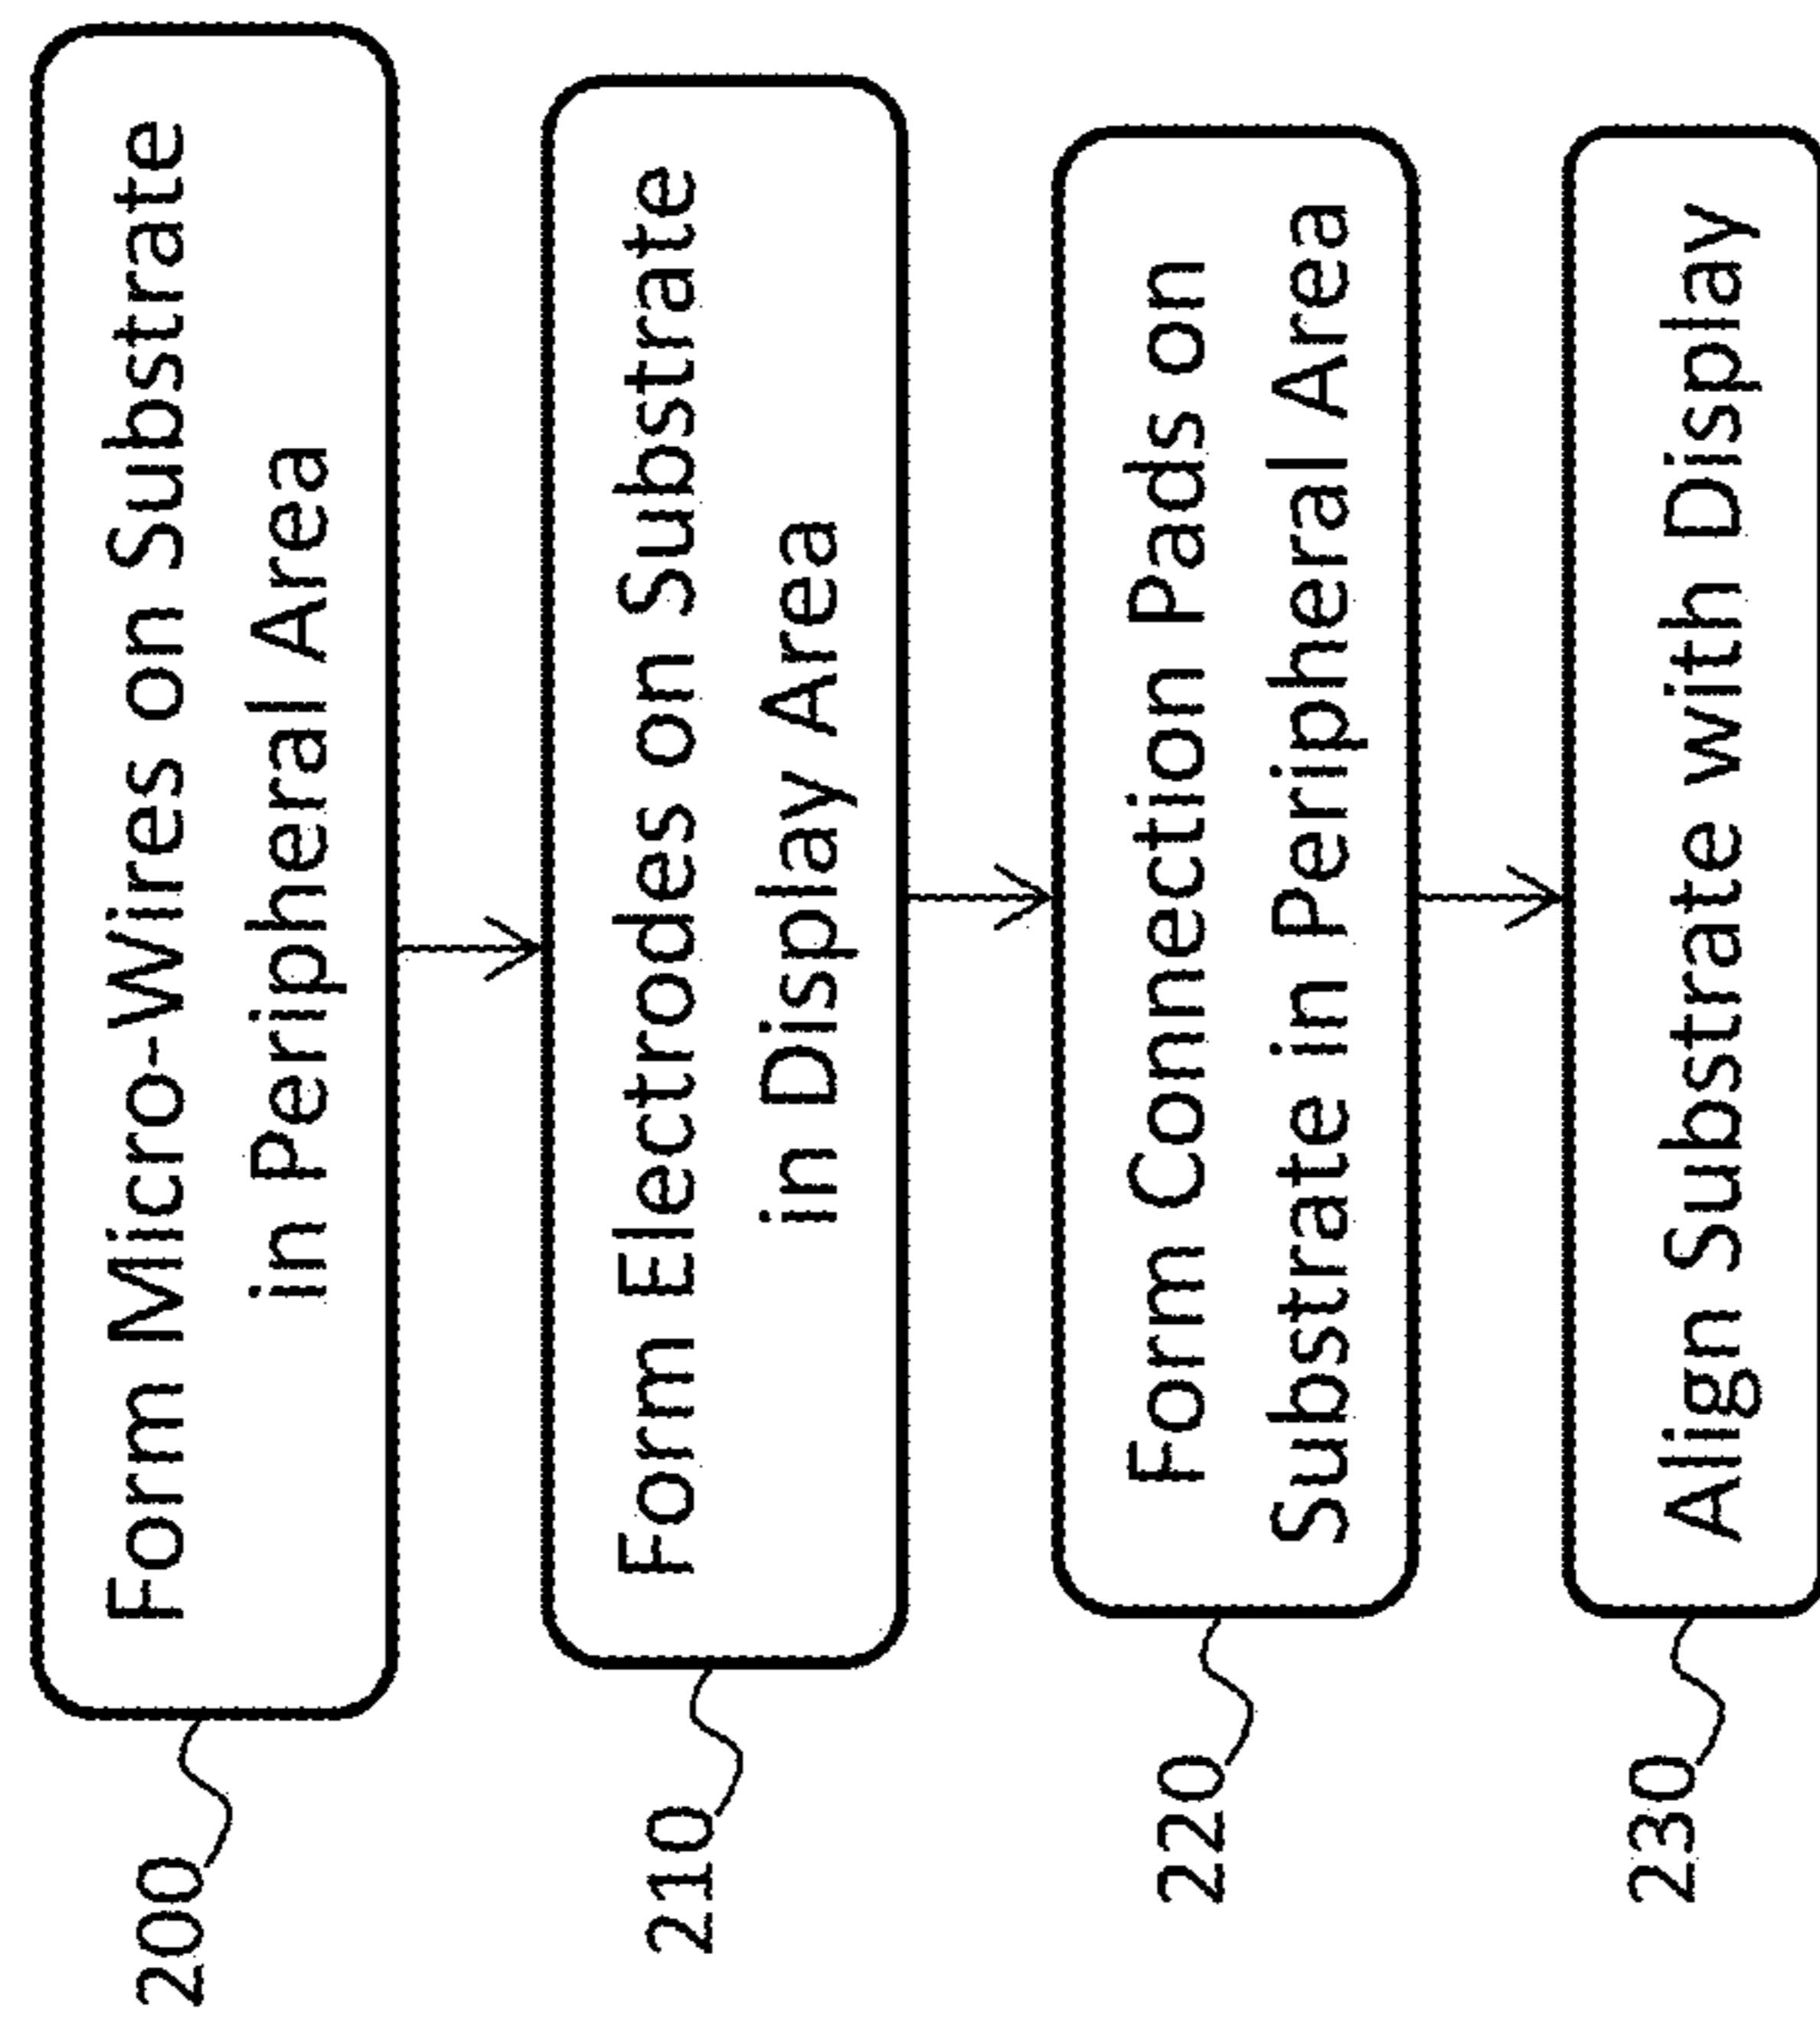 200
Form Micro-Wires on Substrate
in Peripheral Area
210
Form Electrodes on Substrate
in Display Area
220
Form Connection Pads on
Substrate in Peripheral Area
230
Align Substrate with Display